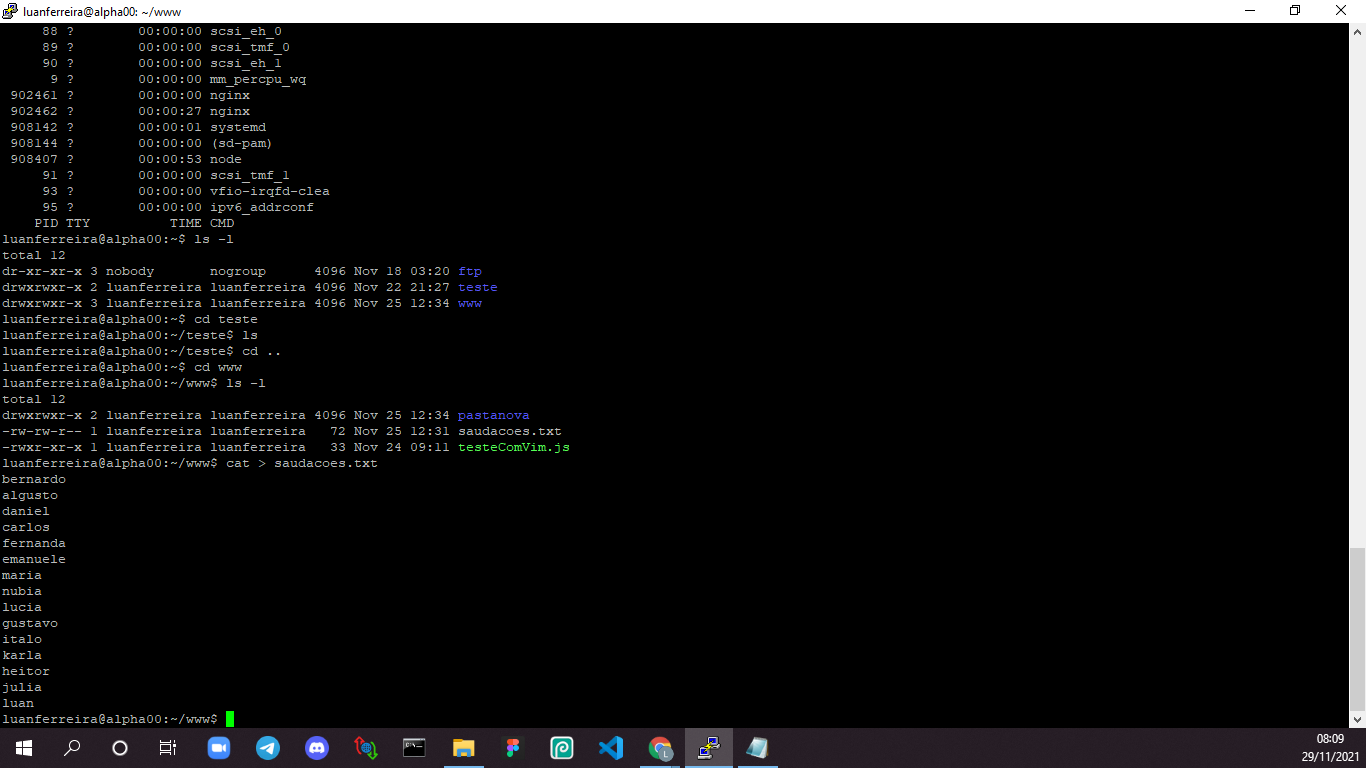 luanferreira@alpha00: ~/www
88 ? 00:00:00 scsi_eh_0
89 ? 00:00:00 scsi_tmf_0
90 ? 00:00:00 scsi_eh_1
9 ? 00:00:00 mm_percpu_wq
902461 ? 00:00:00 nginx
902462 ? 00:00:27 nginx
908142 ? 00:00:01 systemd
908144 ? 00:00:00 (sd-pam)
908407 ? 00:00:53 node
91 ? 00:00:00 scsi_tmf_1
93 ? 00:00:00 vfio-irqfd-clea
95 ? 00:00:00 ipv6_addrconf
PID TTY TIME CMD
luanferreira@alpha00:~$ ls -l
total 12
dr-xr-xr-x 3 nobody nogroup 4096 Nov 18 03:20 ftp
drwxrwxr-x 2 luanferreira luanferreira 4096 Nov 22 21:27 teste
drwxrwxr-x 3 luanferreira luanferreira 4096 Nov 25 12:34 www
luanferreira@alpha00:~$ cd teste
luanferreira@alpha00:~/teste$ ls
luanferreira@alpha00:~/teste$ cd ..
luanferreira@alpha00:~$ cd www
luanferreira@alpha00:~/www$ ls -l
total 12
drwxrwxr-x 2 luanferreira luanferreira 4096 Nov 25 12:34 pastanova
-rw-rw-r-- 1 luanferreira luanferreira 72 Nov 25 12:31 saudacoes.txt
-rwxr-xr-x 1 luanferreira luanferreira 33 Nov 24 09:11 testeComVim.js
luanferreira@alpha00:~/www$ cat > saudacoes.txt
bernardo
algusto
daniel
carlos
fernanda
emanuele
maria
nubia
lucia
gustavo
italo
karla
heitor
julia
luan
luanferreira@alpha00:~/www$
08:09
29/11/2021